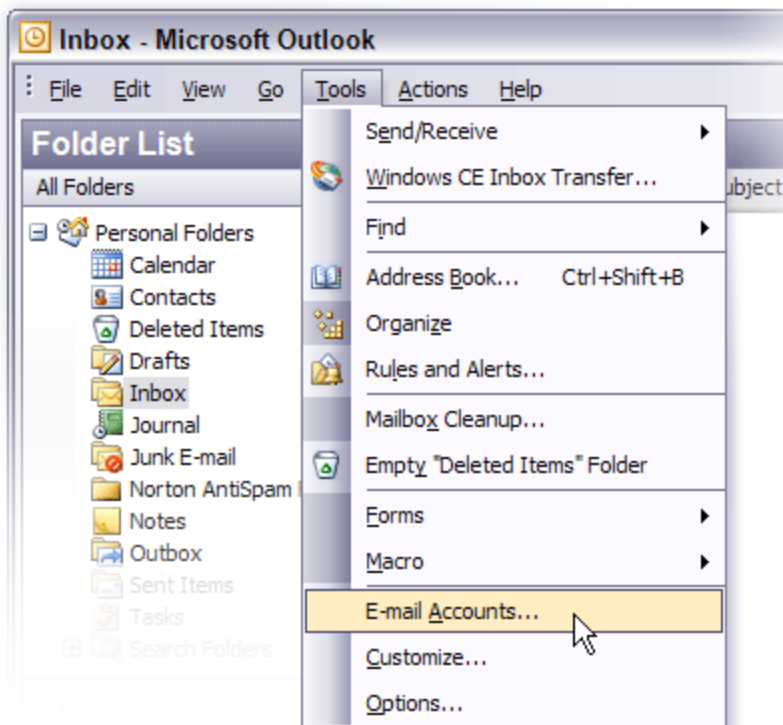 Inbox - Microsoft Outlook
File Edit View Go Tools Actions Help
Folder List
All Folders
Personal Folders
Calendar
Contacts
Deleted Items
Drafts
Inbox
Journal
Junk E-mail
Norton AntiSpam
Notes
Outbox
Sent Items
Tasks
Search Folders
Send/Receive
Windows CE Inbox Transfer...
Find
Address Book... Ctrl+Shift+B
Organize
Rules and Alerts...
Mailbox Cleanup...
Empty "Deleted Items" Folder
Forms
Macro
E-mail Accounts...
Customize...
Options...